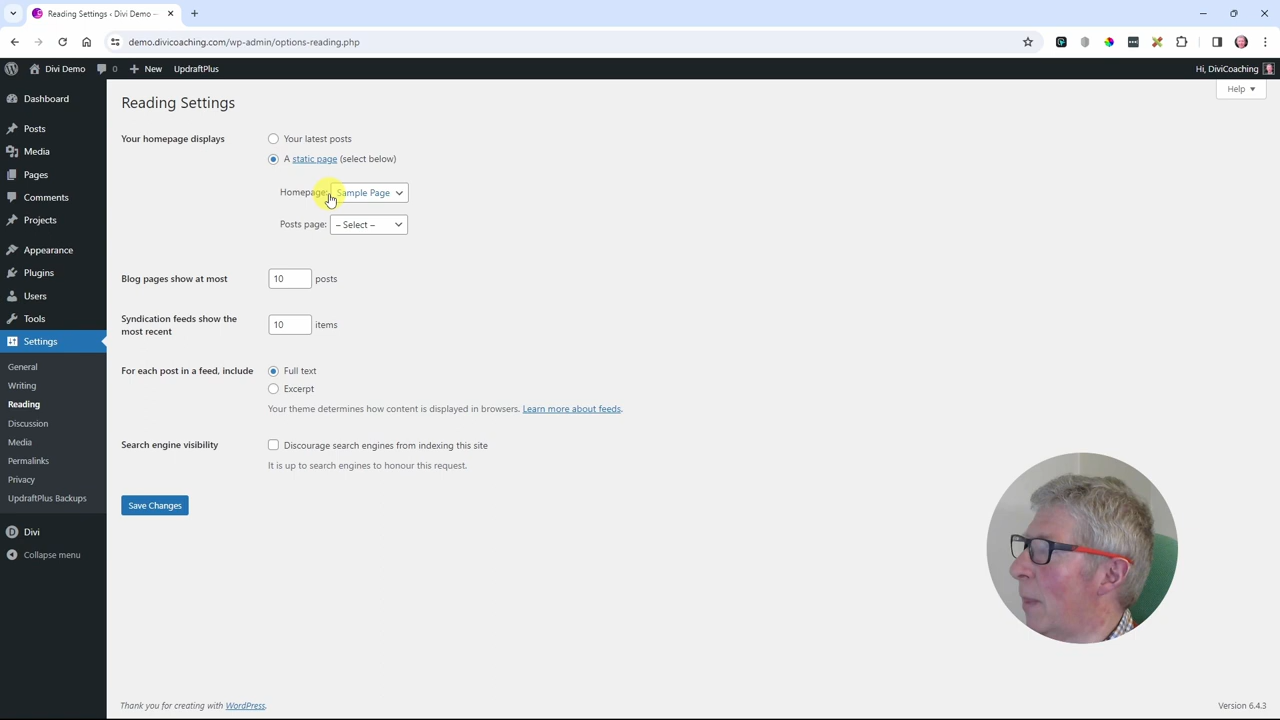 Reading Settings ‹ Divi Demo —
demo.divicoaching.com/wp-admin/options-reading.php
Divi Demo 0 New UpdraftPlus Hi, DiviCoaching
Help
Dashboard
Posts
Media
Pages
Comments
Projects
Appearance
Plugins
Users
Tools
Settings
General
Writing
Reading
Discussion
Media
Permalinks
Privacy
UpdraftPlus Backups
Divi
Collapse menu
Reading Settings
Your homepage displays
Your latest posts
A static page (select below)
Homepage: Sample Page
Posts page: – Select –
Blog pages show at most 10 posts
Syndication feeds show the
most recent
10 items
For each post in a feed, include
Full text
Excerpt
Your theme determines how content is displayed in browsers. Learn more about feeds.
Search engine visibility
Discourage search engines from indexing this site
It is up to search engines to honour this request.
Save Changes
Thank you for creating with WordPress.
Version 6.4.3